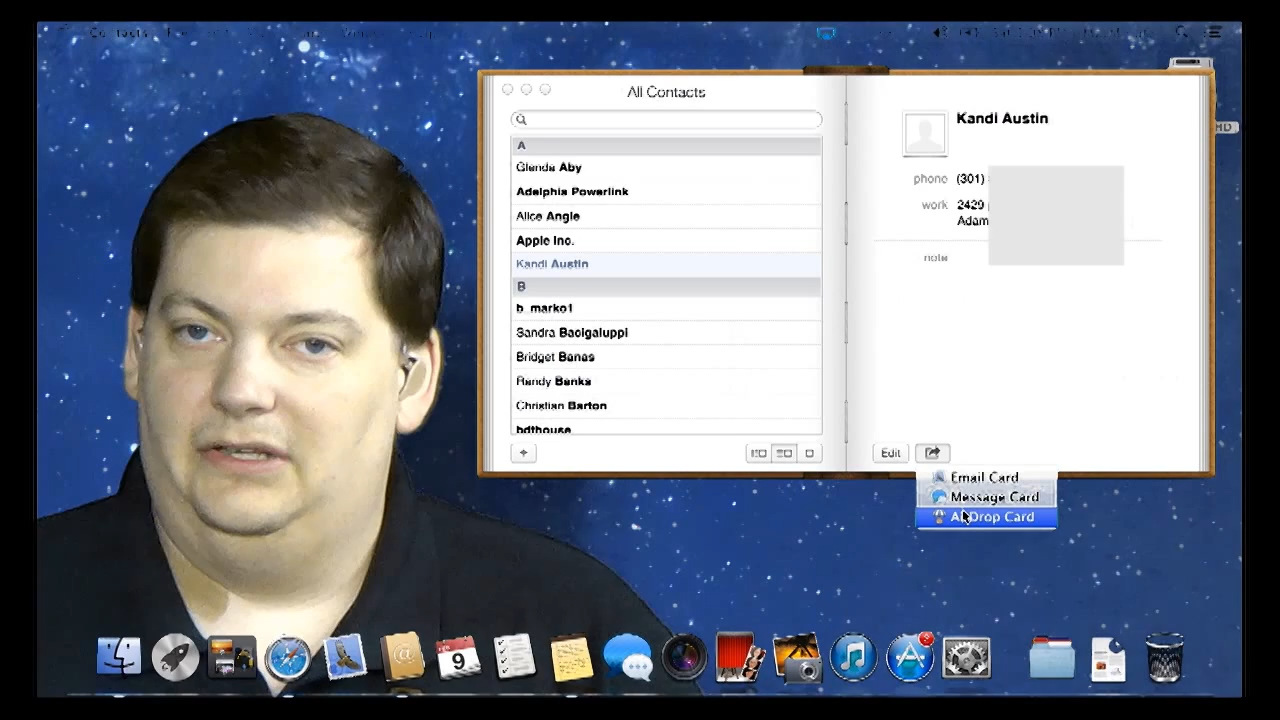 Contacts
All Contacts
A
Glenda Aby
Adelphia Powerlink
Alice Angle
Apple Inc.
Kandi Austin
B
b_marko1
Sandra Bacigaluppi
Bridget Banas
Randy Banks
Christian Barton
bdthouse
Kandi Austin
phone (301)
work 2429
Adam
note
Edit
Email Card
Message Card
AirDrop Card
HD
9